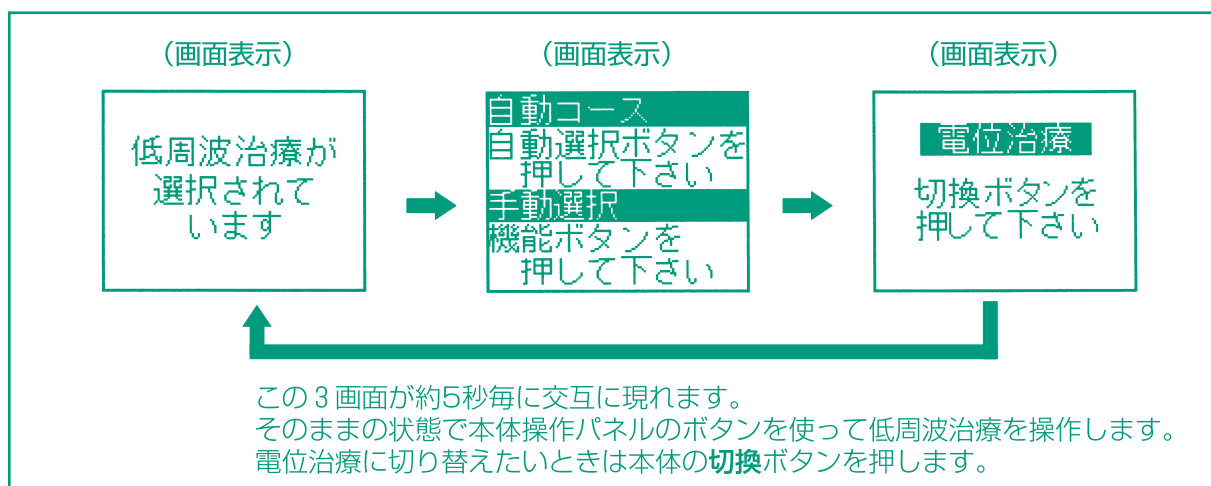 （画面表示）
低周波治療が
選択されて
います
（画面表示）
自動コース
自動選択ボタンを
押して下さい
手動選択
機能ボタンを
押して下さい
（画面表示）
電位治療
切換ボタンを
押して下さい
この3画面が約5秒毎に交互に現れます。
そのままの状態で本体操作パネルのボタンを使って低周波治療を操作します。
電位治療に切り替えたいときは本体の切換ボタンを押します。